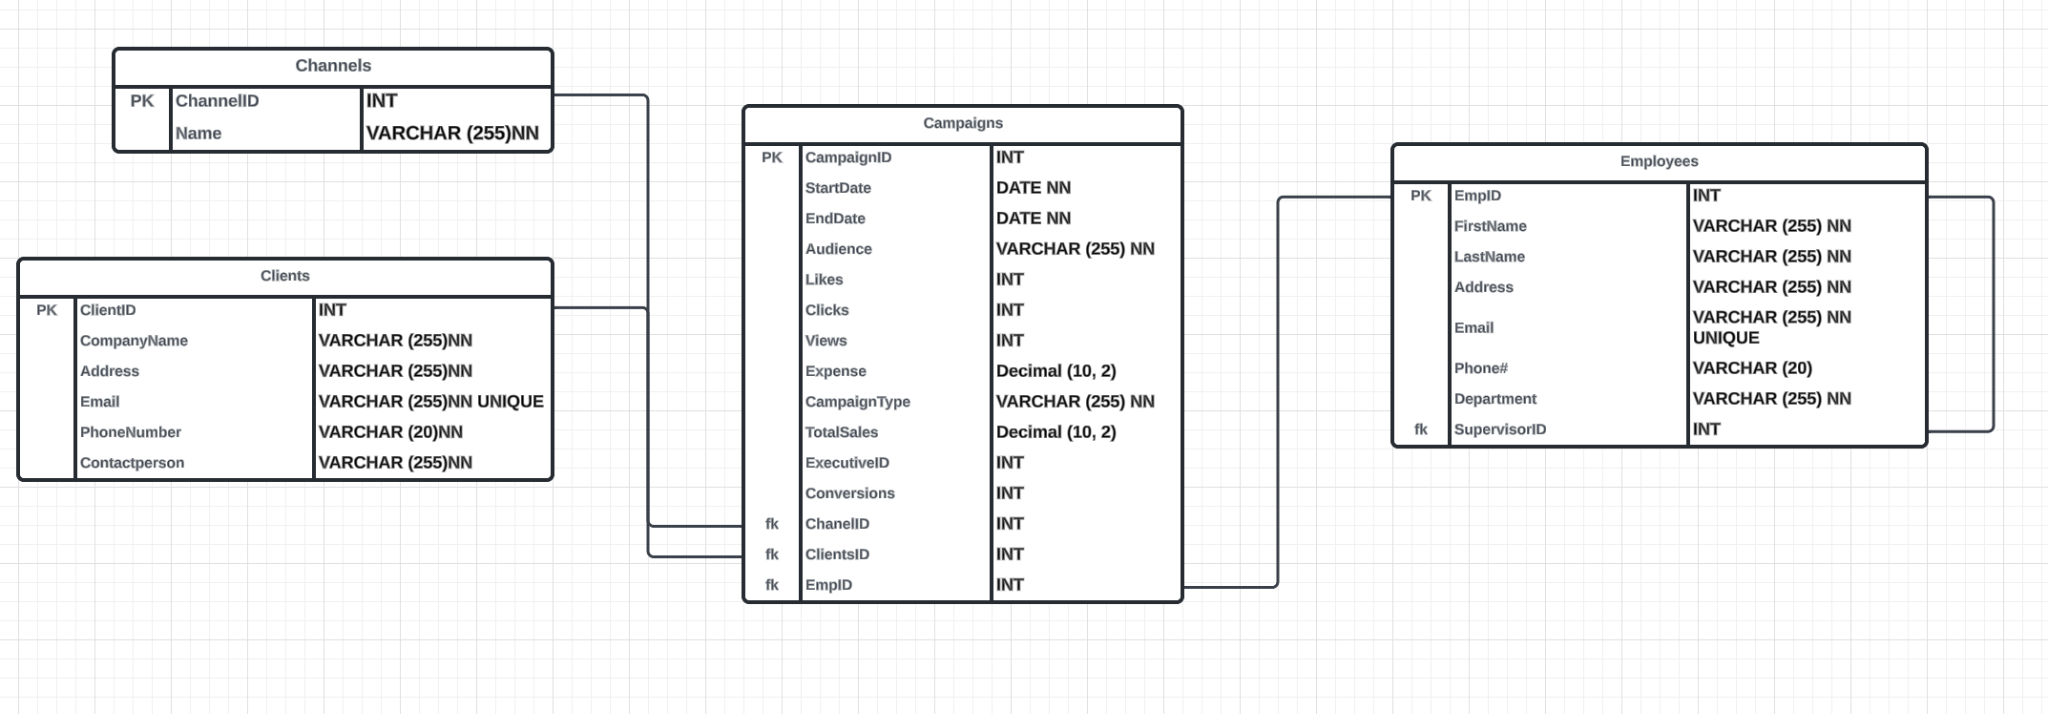 Channels
PK ChannelID INT
Name VARCHAR (255)NN
Clients
PK ClientID INT
CompanyName VARCHAR (255)NN
Address VARCHAR (255)NN
Email VARCHAR (255)NN UNIQUE
PhoneNumber VARCHAR (20)NN
Contactperson VARCHAR (255)NN
Campaigns
PK CampaignID INT
StartDate DATE NN
EndDate DATE NN
Audience VARCHAR (255) NN
Likes INT
Clicks INT
Views INT
Expense Decimal (10, 2)
CampaignType VARCHAR (255) NN
TotalSales Decimal (10, 2)
ExecutiveID INT
Conversions INT
fk ChanelID INT
fk ClientsID INT
fk EmpID INT
Employees
PK EmpID INT
FirstName VARCHAR (255) NN
LastName VARCHAR (255) NN
Address VARCHAR (255) NN
Email VARCHAR (255) NN
UNIQUE
Phone# VARCHAR (20)
Department VARCHAR (255) NN
fk SupervisorID INT